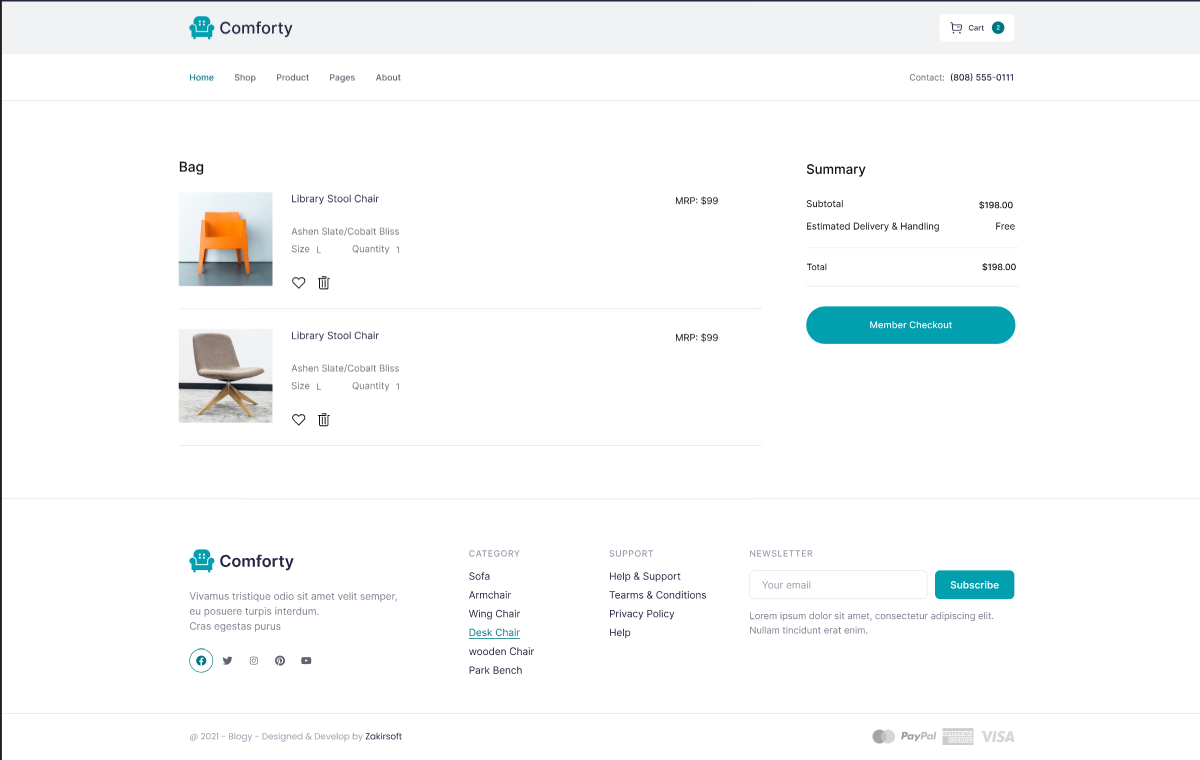 Comforty
Cart 2
Home Shop Product Pages About
Contact: (808) 555-0111
Bag
Library Stool Chair
MRP: $99
Ashen Slate/Cobalt Bliss
Size L Quantity 1
Library Stool Chair
MRP: $99
Ashen Slate/Cobalt Bliss
Size L Quantity 1
Summary
Subtotal $198.00
Estimated Delivery & Handling Free
Total $198.00
Member Checkout
Comforty
Vivamus tristique odio sit amet velit semper,
eu posuere turpis interdum.
Cras egestas purus
CATEGORY
Sofa
Armchair
Wing Chair
Desk Chair
wooden Chair
Park Bench
SUPPORT
Help & Support
Tearms & Conditions
Privacy Policy
Help
NEWSLETTER
Your email
Subscribe
Lorem ipsum dolor sit amet, consectetur adipiscing elit.
Nullam tincidunt erat enim.
@ 2021 - Blogy - Designed & Develop by Zakirsoft
PayPal
AMERICAN
EXPRESS
VISA